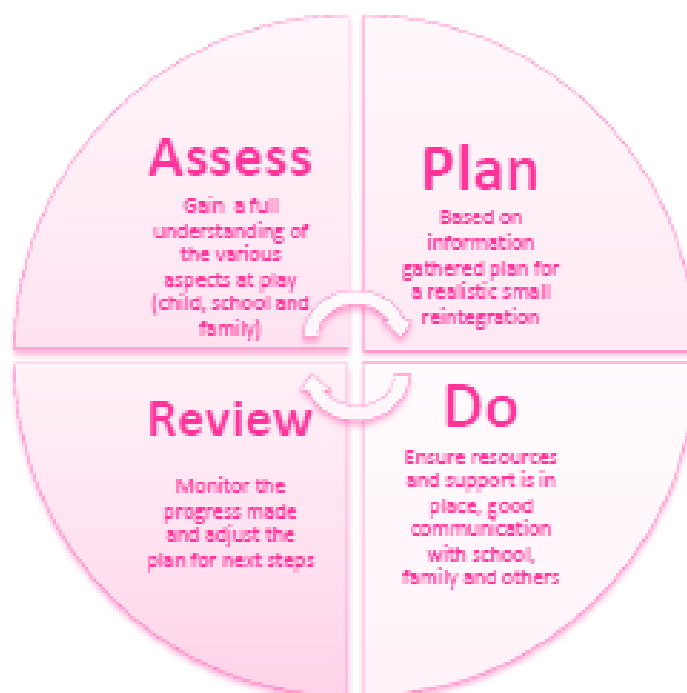 Assess
Gain a full
understanding of
the various
aspects at play
(child, school and
family)
Plan
Based on
information
gathered plan for
a realistic small
reintegration
Do
Ensure resources
and support is in
place, good
communication
with school,
family and others
Review
Monitor the
progress made
and adjust the
plan for next steps